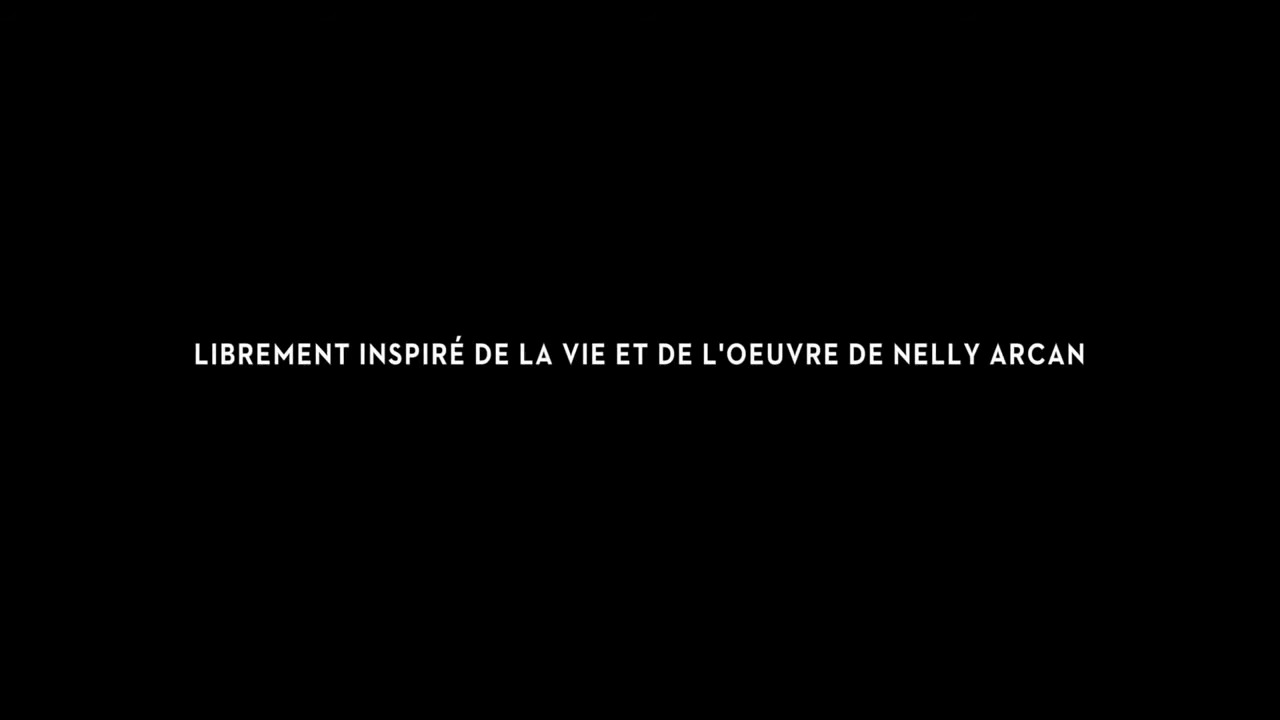 LIBREMENT INSPIRÉ DE LA VIE ET DE L'OEUVRE DE NELLY ARCAN